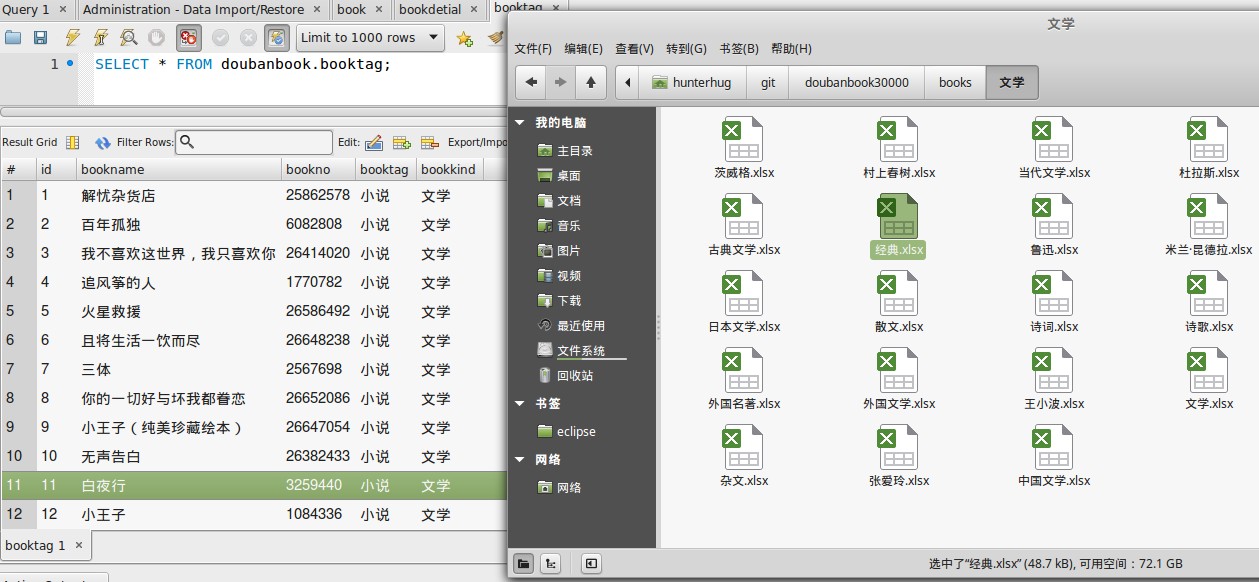 Query 1 × Administration - Data Import/Restore × book × bookdetial × booktag ×
Limit to 1000 rows
1 SELECT * FROM doubanbook.booktag;
Result Grid Filter Rows: Edit: Export/Impo
# id bookname bookno booktag bookkind
1 1 解忧杂货店 25862578 小说 文学
2 2 百年孤独 6082808 小说 文学
3 3 我不喜欢这世界，我只喜欢你 26414020 小说 文学
4 4 追风筝的人 1770782 小说 文学
5 5 火星救援 26586492 小说 文学
6 6 且将生活一饮而尽 26648238 小说 文学
7 7 三体 2567698 小说 文学
8 8 你的一切好与坏我都眷恋 26652086 小说 文学
9 9 小王子（纯美珍藏绘本） 26647054 小说 文学
10 10 无声告白 26382433 小说 文学
11 11 白夜行 3259440 小说 文学
12 12 小王子 1084336 小说 文学
booktag 1 ×
文学
文件(F) 编辑(E) 查看(V) 转到(G) 书签(B) 帮助(H)
hunterhug git doubanbook30000 books 文学
我的电脑
主目录
桌面
文档
音乐
图片
视频
下载
最近使用
文件系统
回收站
书签
eclipse
网络
网络
茨威格.xlsx 村上春树.xlsx 当代文学.xlsx 杜拉斯.xlsx
古典文学.xlsx 经典.xlsx 鲁迅.xlsx 米兰·昆德拉.xlsx
日本文学.xlsx 散文.xlsx 诗词.xlsx 诗歌.xlsx
外国名著.xlsx 外国文学.xlsx 王小波.xlsx 文学.xlsx
杂文.xlsx 张爱玲.xlsx 中国文学.xlsx
选中了“经典.xlsx” (48.7 kB), 可用空间：72.1 GB